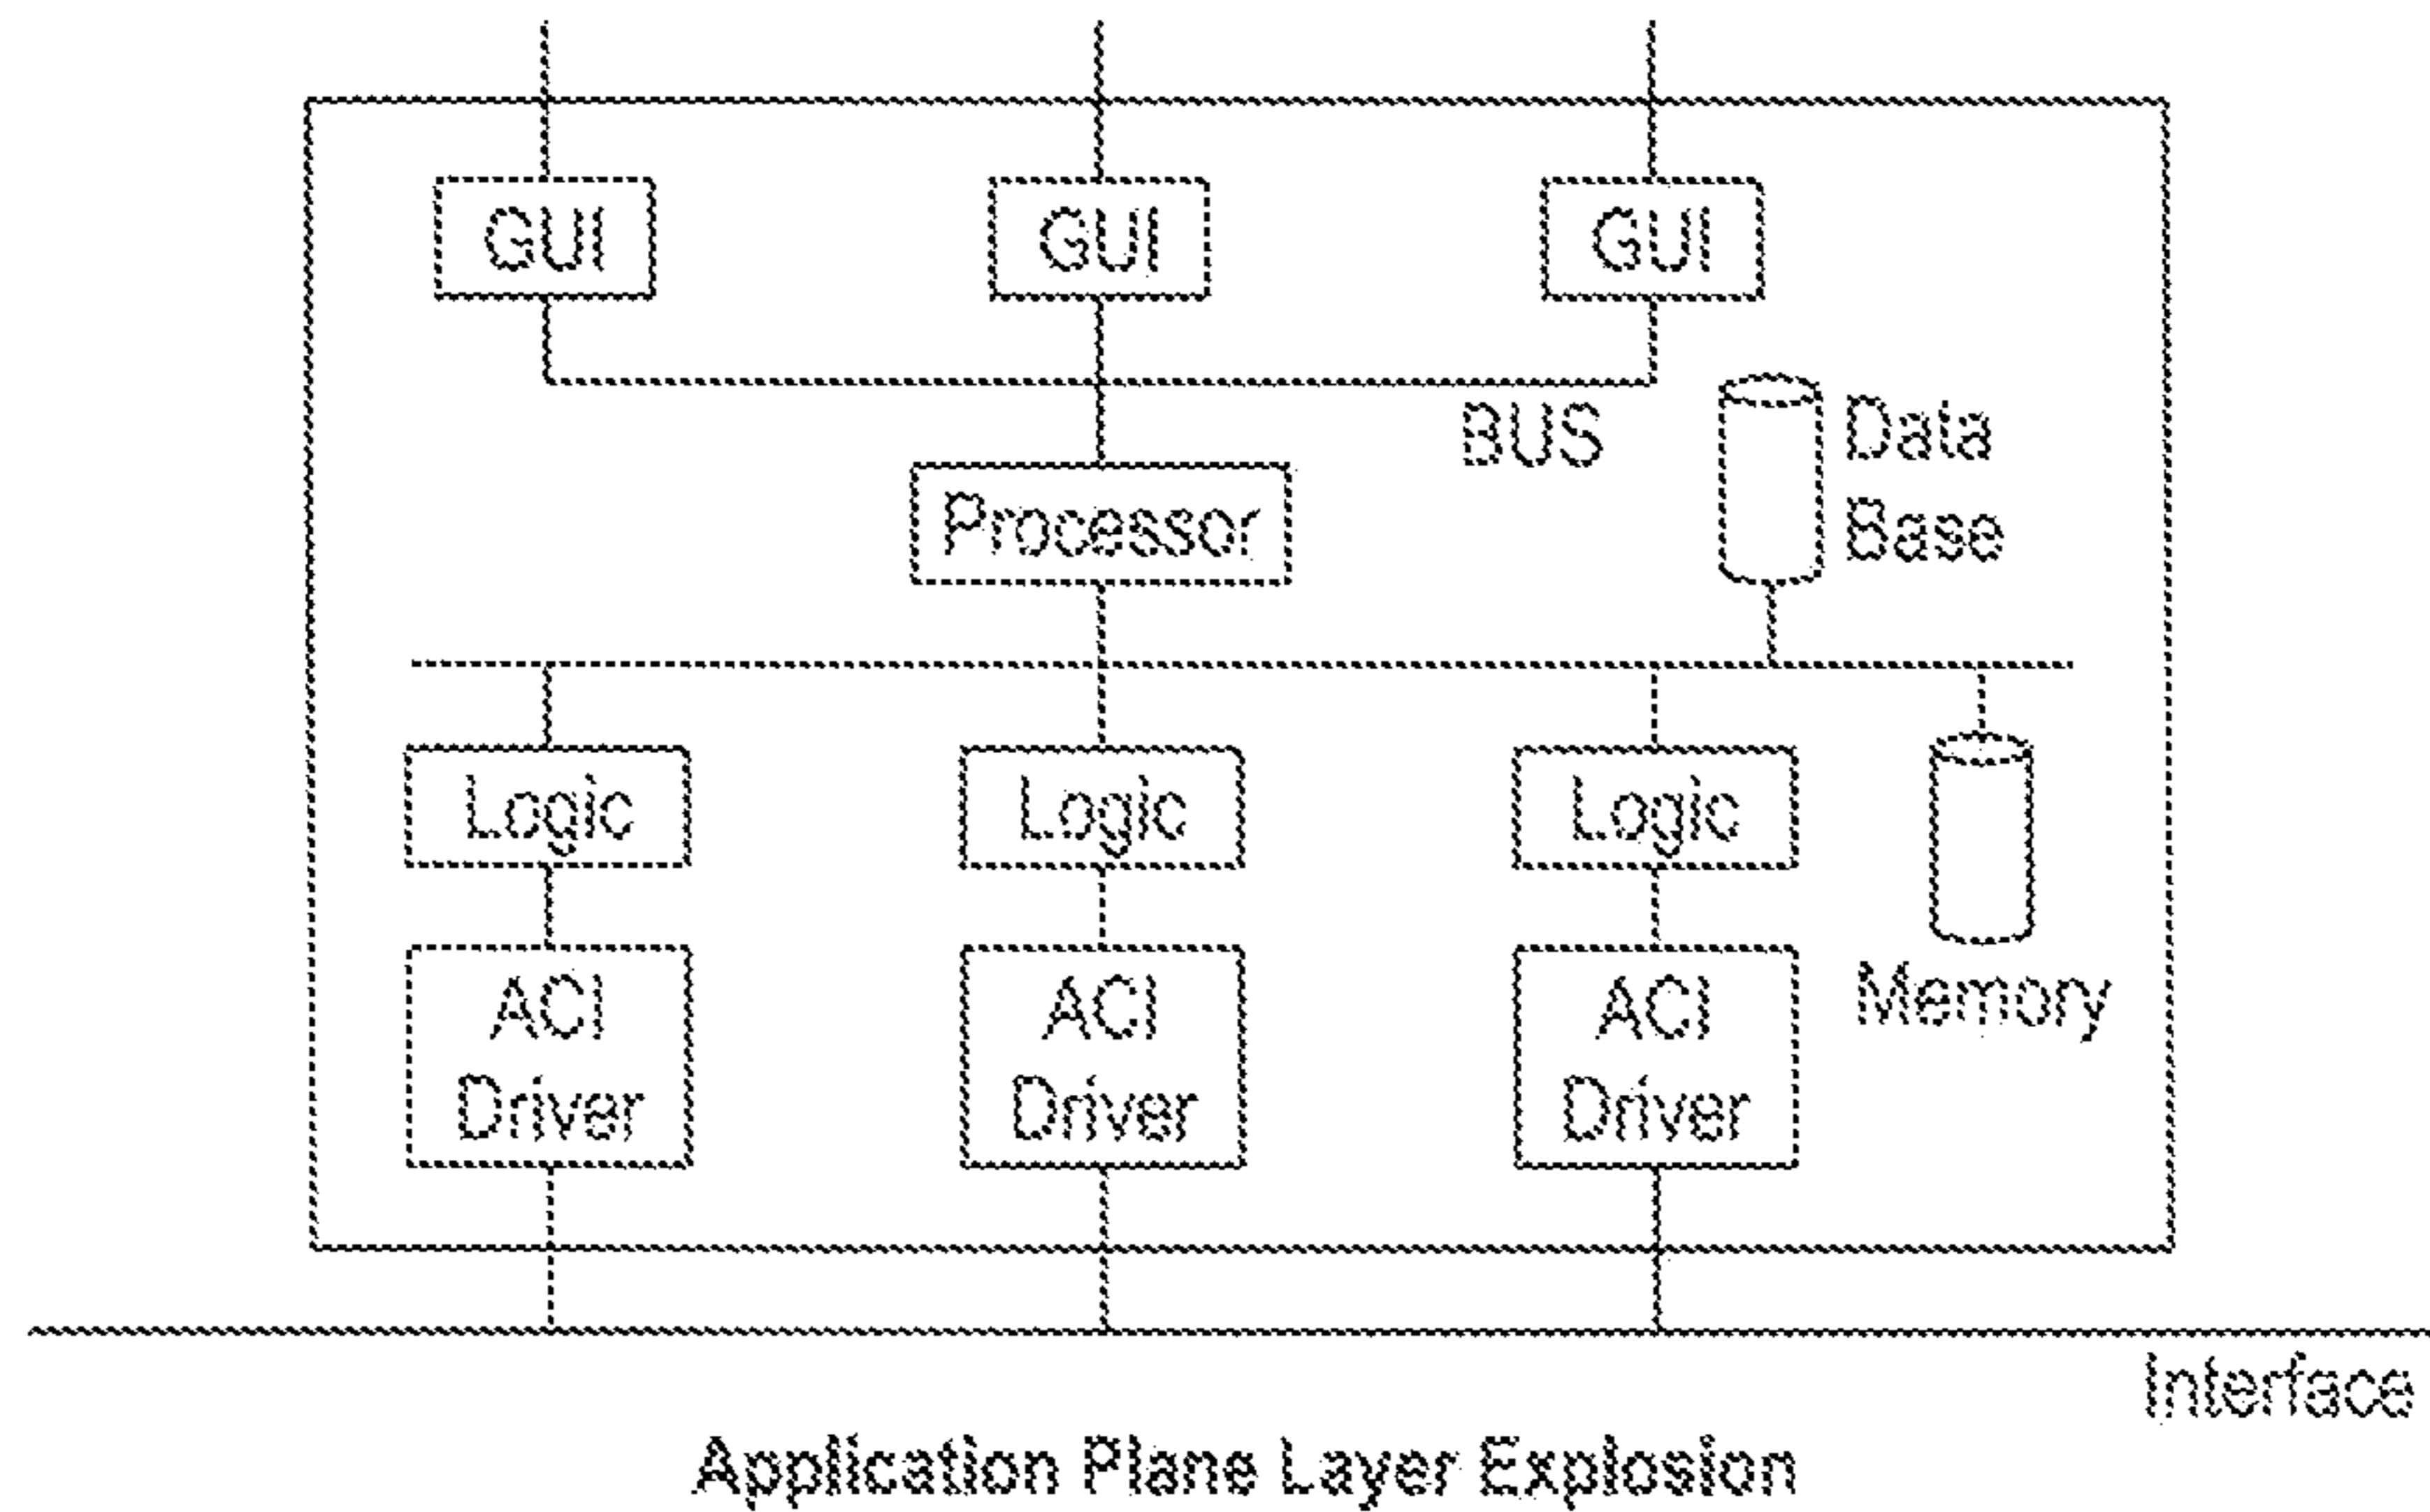 GUI
GUI
GUI
BUS
Data
Base
Processor
Logic
Logic
Logic
ACI
Driver
ACI
Driver
ACI
Driver
Memory
Interface
Application Plane Layer Explosion